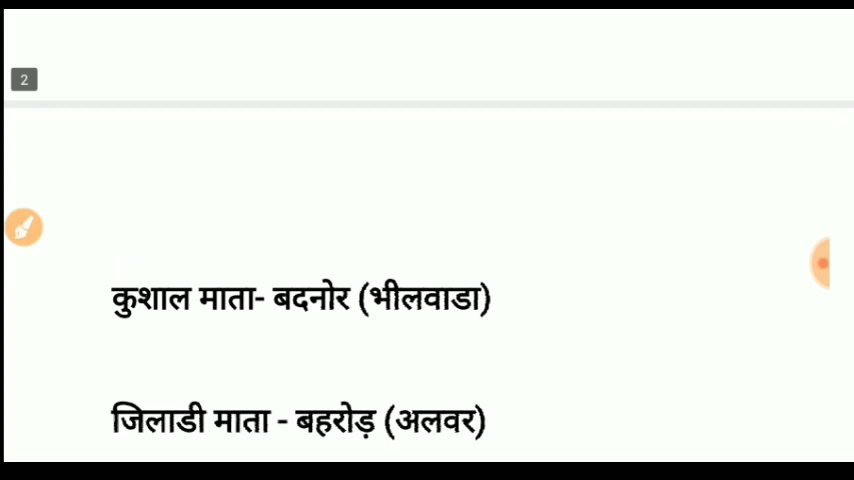 2
कुशाल माता- बदनोर (भीलवाडा)
जिलाडी माता - बहरोड़ (अलवर)